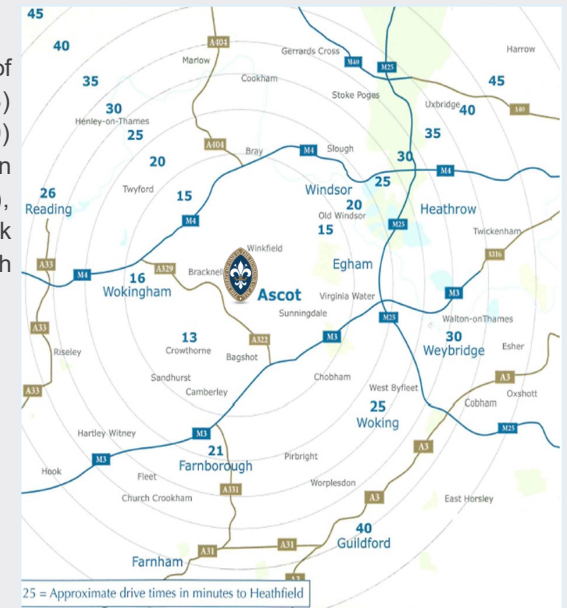 45
40
35
30
Henley-on-Thames
25
20
of
)
)
n
),
k
h
A404
Marlow
Cookham
Gerrards Cross
M40
M25
Harrow
Stoke Poges
45
Uxbridge
40
A40
35
A404
Bray
M4
Slough
30
M4
25
Windsor
20
Old Windsor
15
Heathrow
M25
Twyford
15
M4
26
Reading
Twickenham
A316
Winkfield
Egham
A33
M4
A329
Bracknell
16
Wokingham
Ascot
Virginia Water
M3
Sunningdale
M25
Walton-on-Thames
A33
13
Crowthorne
A322
Bagshot
M3
30
Weybridge
Esher
Riseley
Sandhurst
Chobham
A3
A33
Camberley
West Byfleet
Oxshott
Cobham
25
Woking
M25
Hartley Witney
M3
A3
M3
21
Farnborough
Pirbright
Hook
Fleet
Worplesdon
A331
Church Crookham
A3
East Horsley
40
Guildford
A31
A31
Farnham
25 = Approximate drive times in minutes to Heathfield